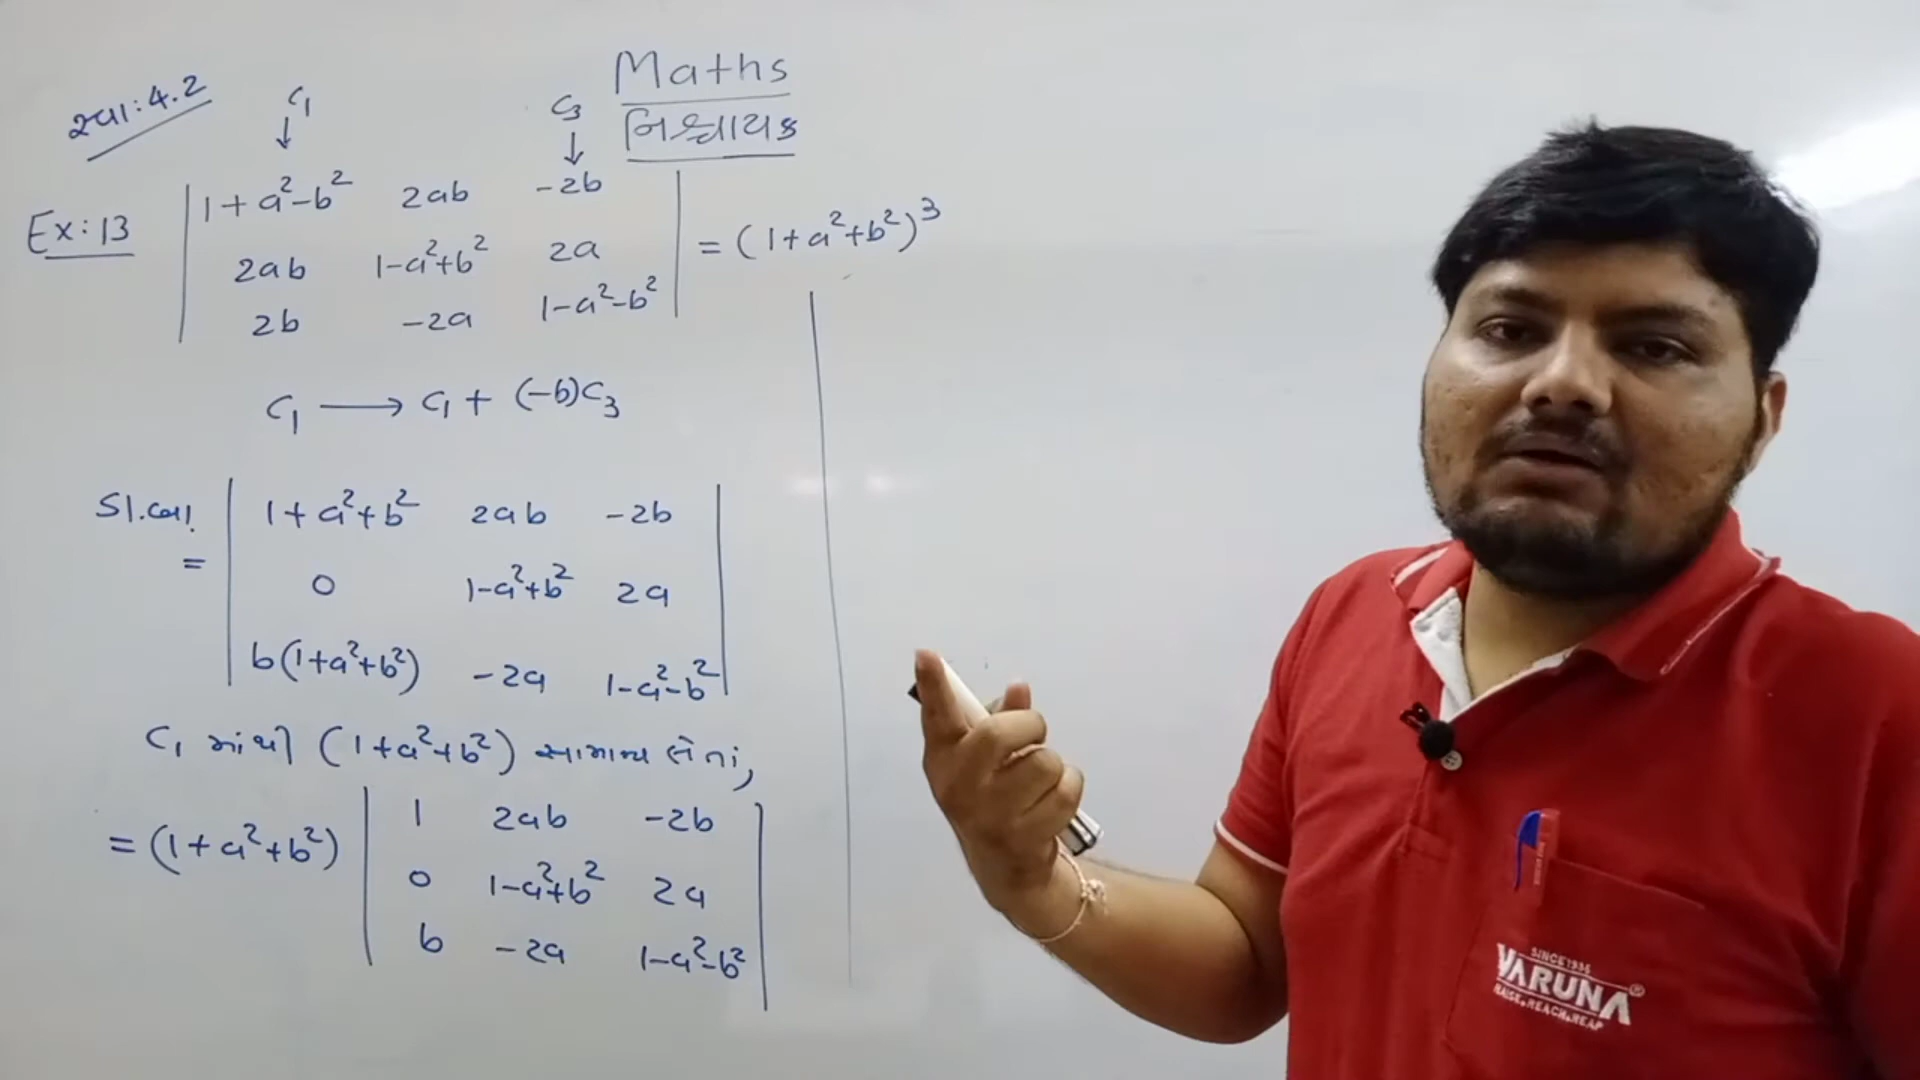 સ્વા: 4.2
Maths
નિશ્ચાયક
C₁ C₃
↓ ↓
Ex: 13
| 1+a²-b² 2ab -2b |
| 2ab 1-a²+b² 2a | = (1+a²+b²)³
| 2b -2a 1-a²-b² |
C₁ ⟶ C₁ + (-b)C₃
ડા.બા.
= | 1+a²+b² 2ab -2b |
| 0 1-a²+b² 2a |
| b(1+a²+b²) -2a 1-a²-b² |
C₁ માંથી (1+a²+b²) સામાન્ય લેતાં,
= (1+a²+b²) | 1 2ab -2b |
| 0 1-a²+b² 2a |
| b -2a 1-a²-b² |
SINCE 1996
VARUNA®
RAISE.REACH.REAP